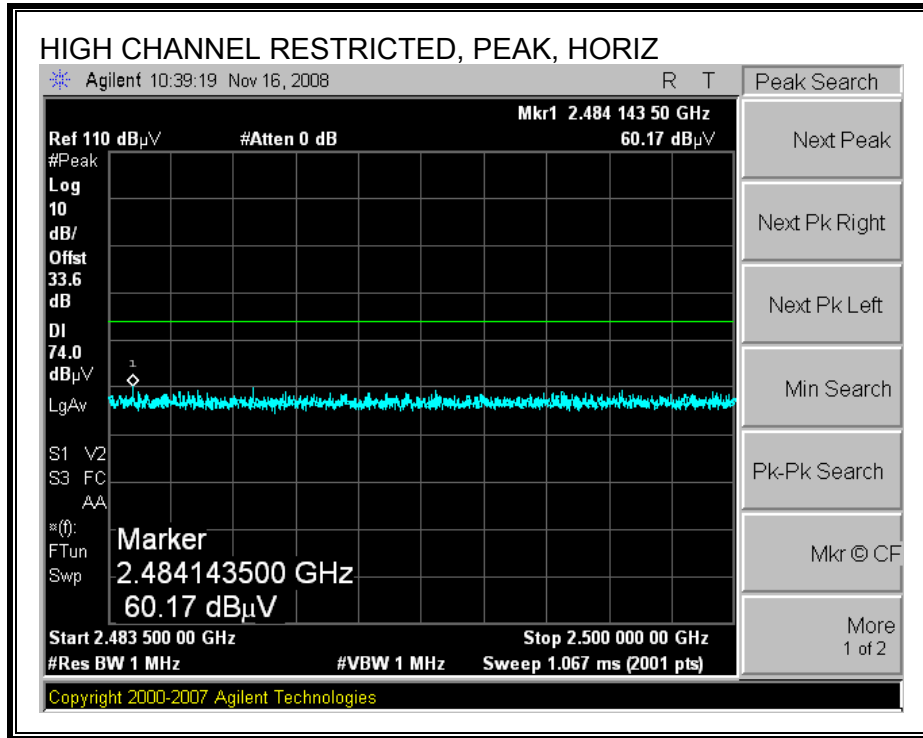 HIGH CHANNEL RESTRICTED, PEAK, HORIZ
Agilent 10:39:19 Nov 16, 2008 R T
Peak Search
Mkr1 2.484 143 50 GHz
Ref 110 dBµV #Atten 0 dB 60.17 dBµV
#Peak
Log
10
dB/
Offst
33.6
dB
DI
74.0
dBµV
LgAv
1
S1 V2
S3 FC
AA
¤(f):
FTun
Swp
Marker
2.484143500 GHz
60.17 dBµV
Start 2.483 500 00 GHz Stop 2.500 000 00 GHz
#Res BW 1 MHz #VBW 1 MHz Sweep 1.067 ms (2001 pts)
Next Peak
Next Pk Right
Next Pk Left
Min Search
Pk-Pk Search
Mkr © CF
More
1 of 2
Copyright 2000-2007 Agilent Technologies